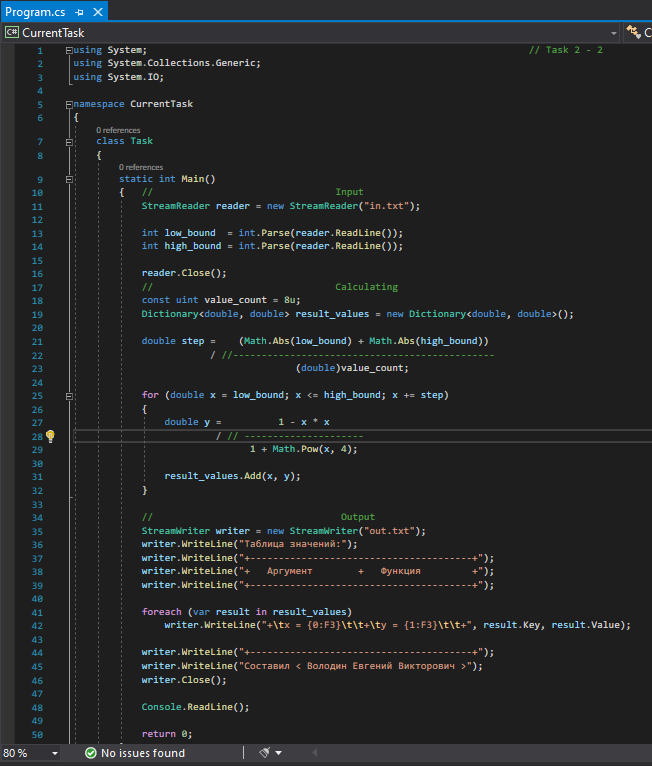 Program.cs
C# CurrentTask
C
1 using System; // Task 2 - 2
2 using System.Collections.Generic;
3 using System.IO;
4
5 namespace CurrentTask
6 {
0 references
7 class Task
8 {
0 references
9 static int Main()
10 { // Input
11 StreamReader reader = new StreamReader("in.txt");
12
13 int low_bound  = int.Parse(reader.ReadLine());
14 int high_bound = int.Parse(reader.ReadLine());
15
16 reader.Close();
17 // Calculating
18 const uint value_count = 8u;
19 Dictionary<double, double> result_values = new Dictionary<double, double>();
20
21 double step =    (Math.Abs(low_bound) + Math.Abs(high_bound))
22 / //----------------------------------------------
23 (double)value_count;
24
25 for (double x = low_bound; x <= high_bound; x += step)
26 {
27 double y =          1 - x * x
28 / // ---------------------
29 1 + Math.Pow(x, 4);
30
31 result_values.Add(x, y);
32 }
33
34 // Output
35 StreamWriter writer = new StreamWriter("out.txt");
36 writer.WriteLine("Таблица значений:");
37 writer.WriteLine("+---------------------------------------+");
38 writer.WriteLine("+   Аргумент        +   Функция         +");
39 writer.WriteLine("+---------------------------------------+");
40
41 foreach (var result in result_values)
42 writer.WriteLine("+\tx = {0:F3}\t\t+\ty = {1:F3}\t\t+", result.Key, result.Value);
43
44 writer.WriteLine("+---------------------------------------+");
45 writer.WriteLine("Составил < Володин Евгений Викторович >");
46 writer.Close();
47
48 Console.ReadLine();
49
50 return 0;
80 % No issues found